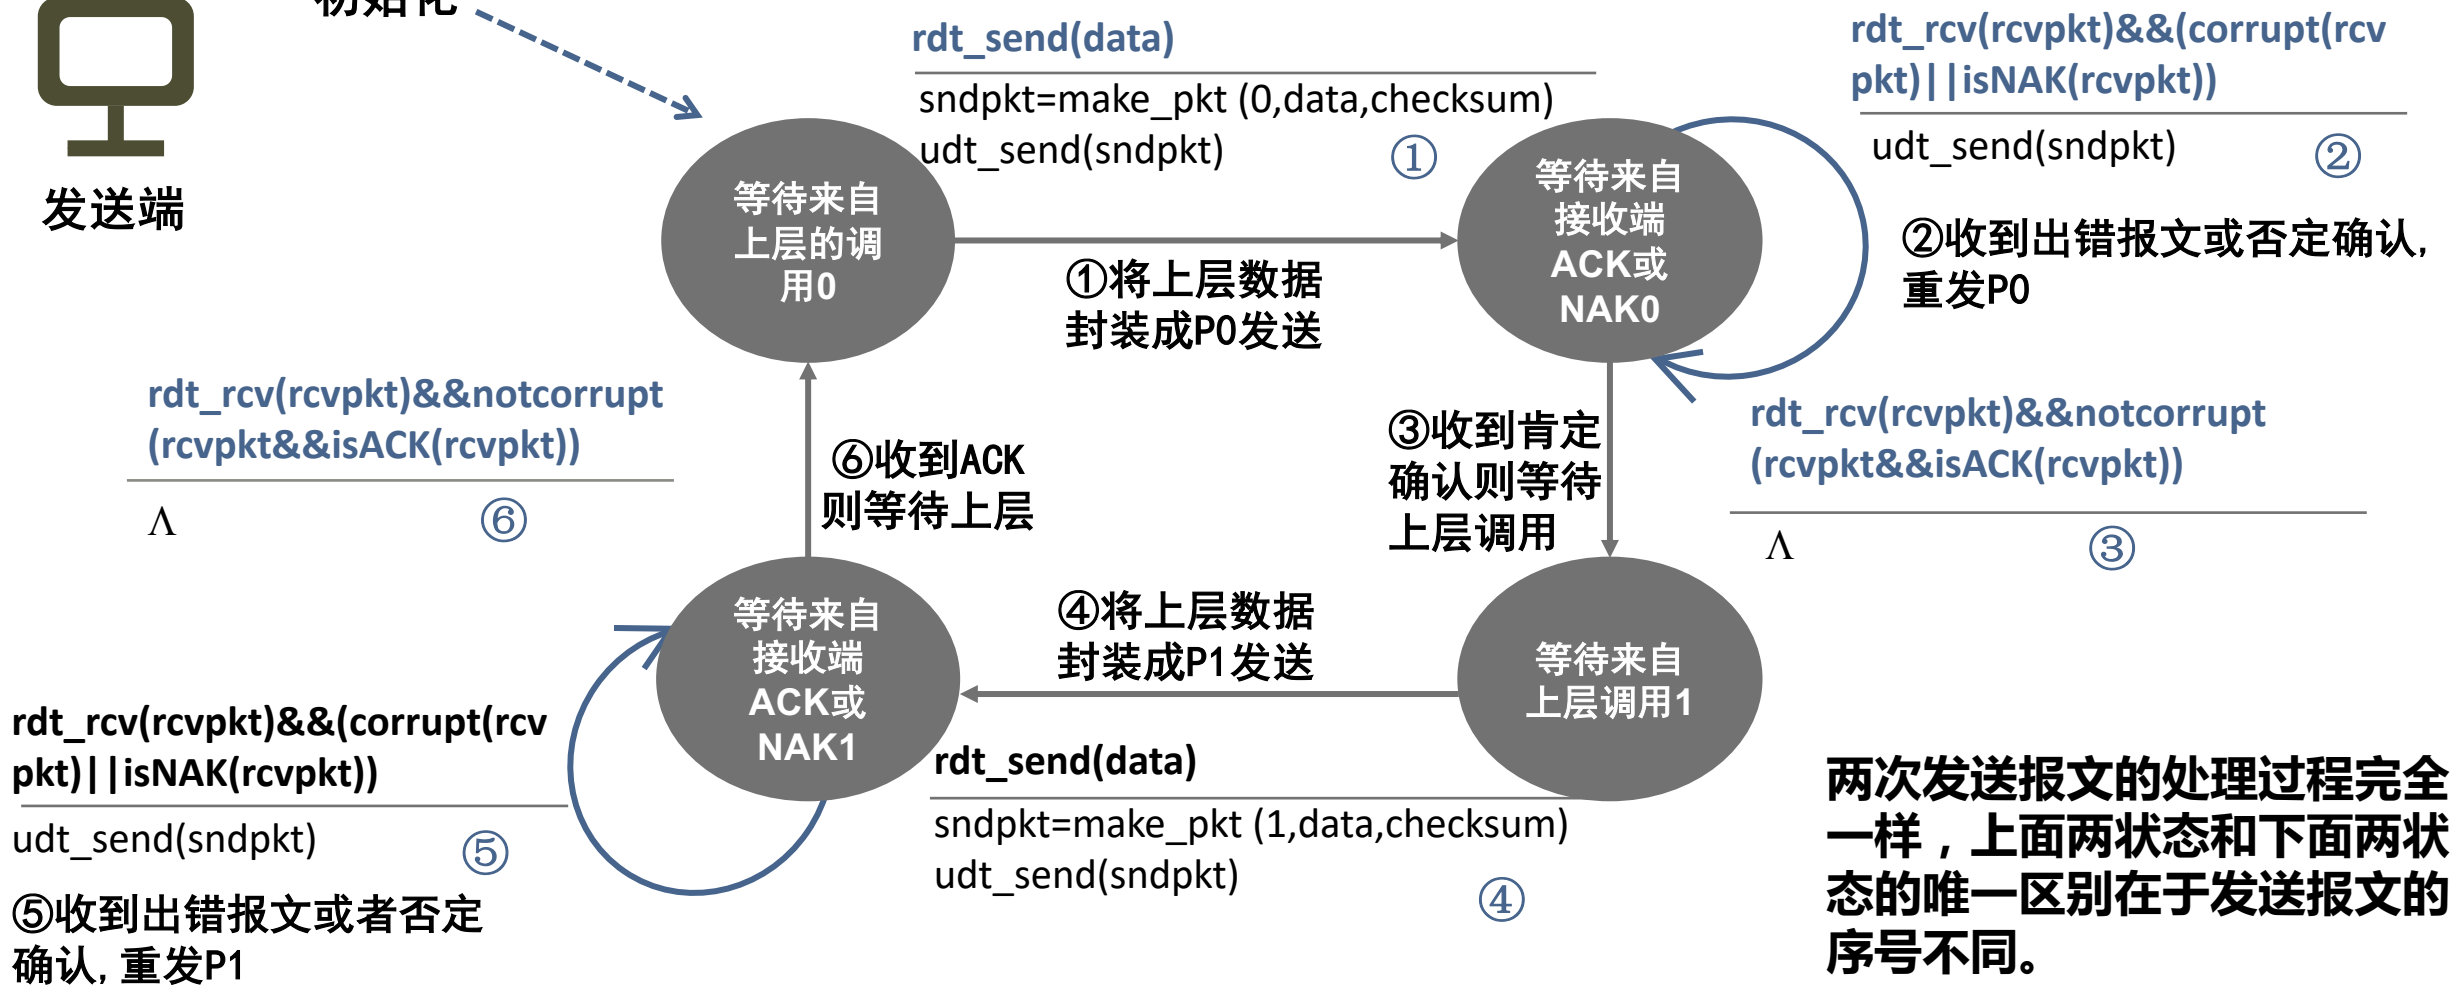 初始化
发送端
rdt_send(data)
sndpkt=make_pkt (0,data,checksum)
udt_send(sndpkt)
①
rdt_rcv(rcvpkt)&&(corrupt(rcv
pkt)||isNAK(rcvpkt))
udt_send(sndpkt)
②
②收到出错报文或否定确认,
重发P0
等待来自
上层的调
用0
①将上层数据
封装成P0发送
等待来自
接收端
ACK或
NAK0
rdt_rcv(rcvpkt)&&notcorrupt
(rcvpkt&&isACK(rcvpkt))
Λ
⑥
⑥收到ACK
则等待上层
③收到肯定
确认则等待
上层调用
rdt_rcv(rcvpkt)&&notcorrupt
(rcvpkt&&isACK(rcvpkt))
Λ
③
等待来自
接收端
ACK或
NAK1
④将上层数据
封装成P1发送
等待来自
上层调用1
rdt_rcv(rcvpkt)&&(corrupt(rcv
pkt)||isNAK(rcvpkt))
udt_send(sndpkt)
⑤
⑤收到出错报文或者否定
确认,重发P1
rdt_send(data)
sndpkt=make_pkt (1,data,checksum)
udt_send(sndpkt)
④
两次发送报文的处理过程完全
一样，上面两状态和下面两状
态的唯一区别在于发送报文的
序号不同。